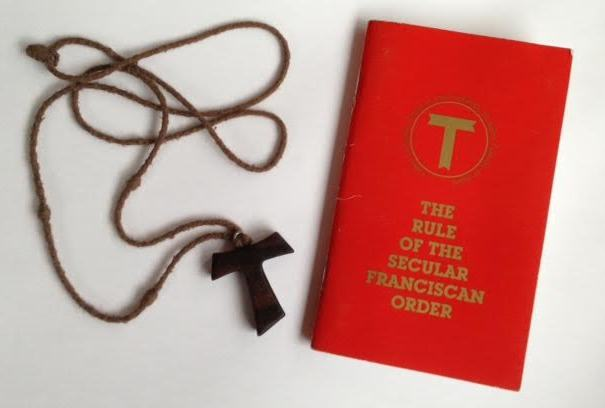 T
THE
RULE
OF THE
SECULAR
FRANCISCAN
ORDER